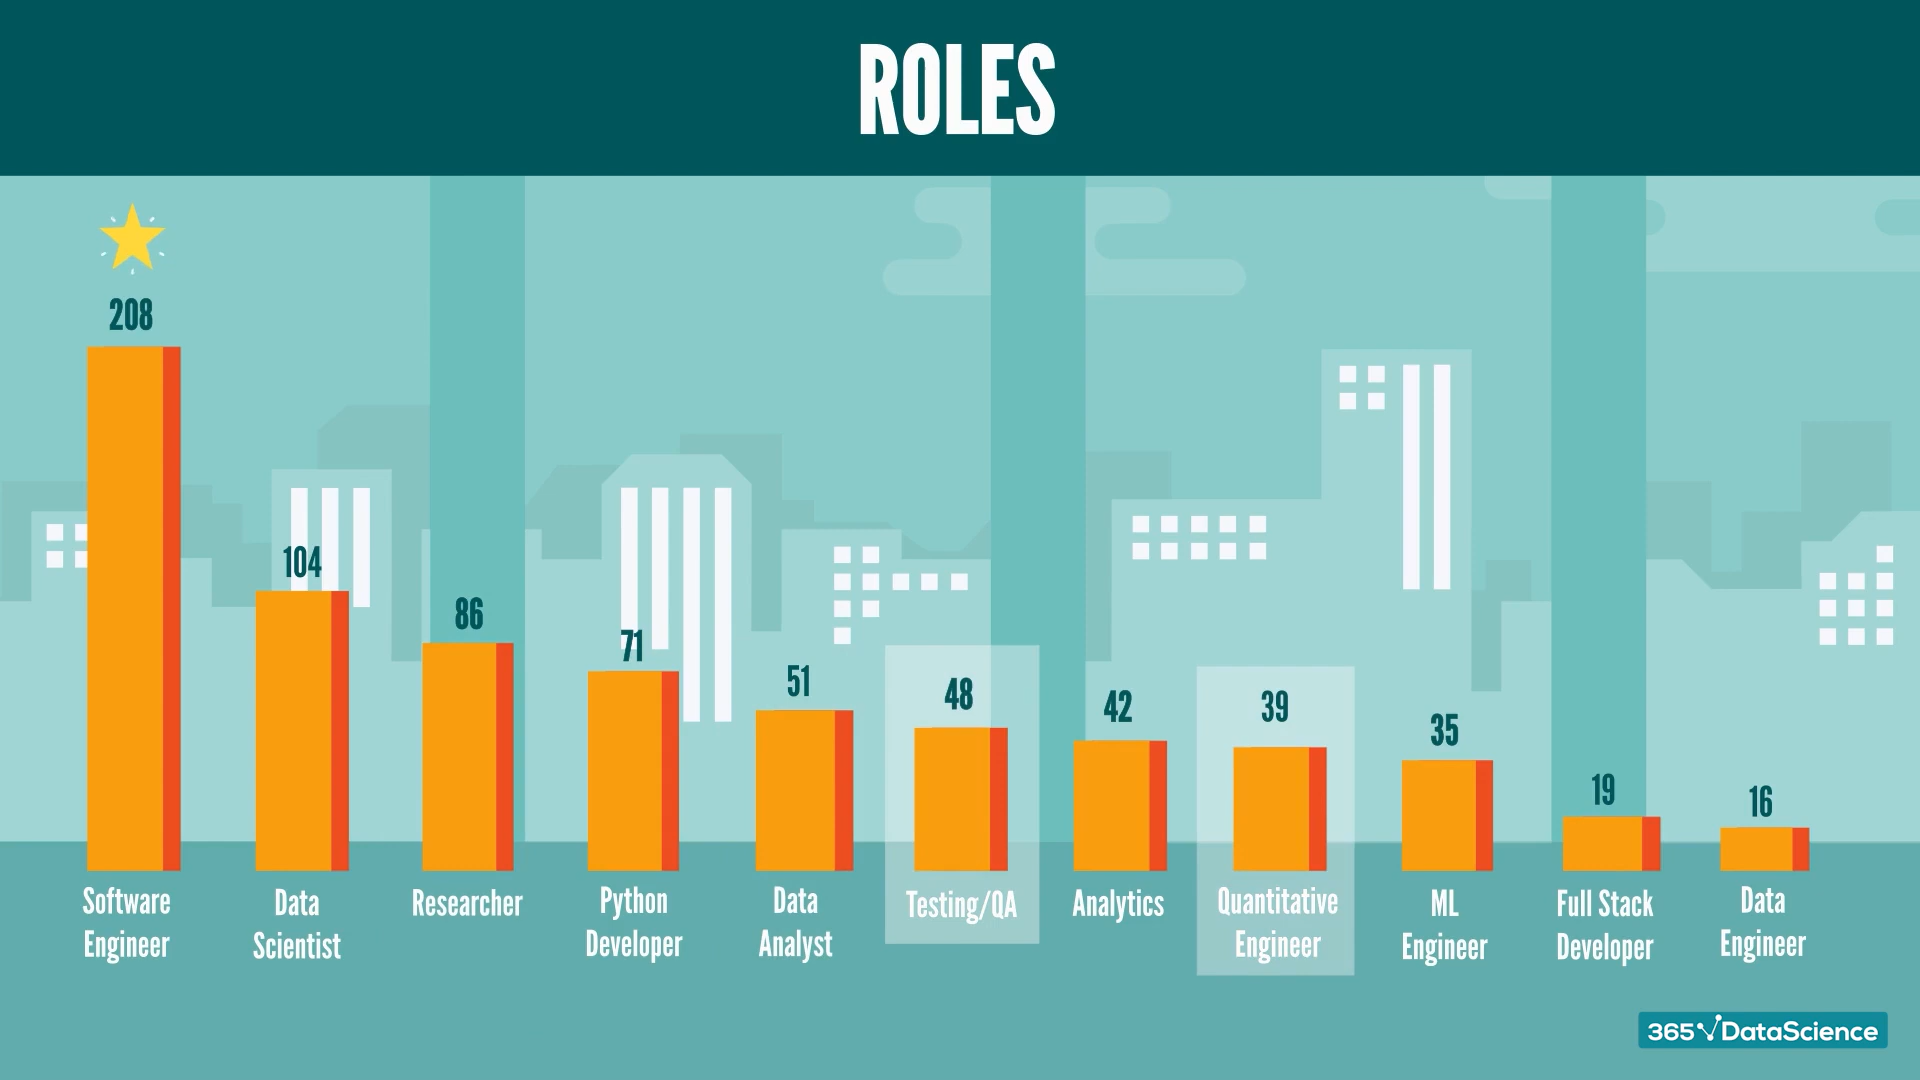 ROLES
208
104
86
71
51
48
42
39
35
19
16
Software
Engineer
Data
Scientist
Researcher
Python
Developer
Data
Analyst
Testing/QA
Analytics
Quantitative
Engineer
ML
Engineer
Full Stack
Developer
Data
Engineer
365 DataScience